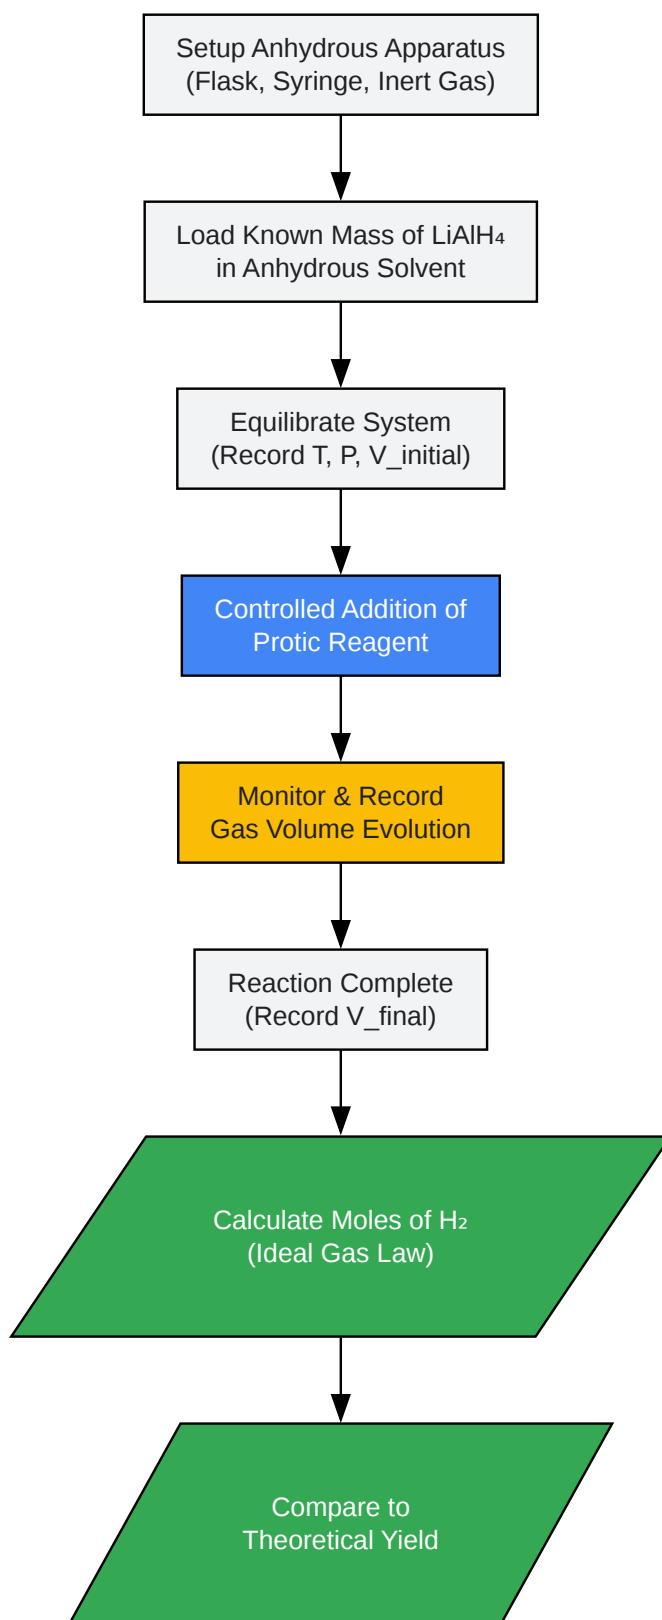 Setup Anhydrous Apparatus
(Flask, Syringe, Inert Gas)
Load Known Mass of LiAlH₄
in Anhydrous Solvent
Equilibrate System
(Record T, P, V_initial)
Controlled Addition of
Protic Reagent
Monitor & Record
Gas Volume Evolution
Reaction Complete
(Record V_final)
Calculate Moles of H₂
(Ideal Gas Law)
Compare to
Theoretical Yield